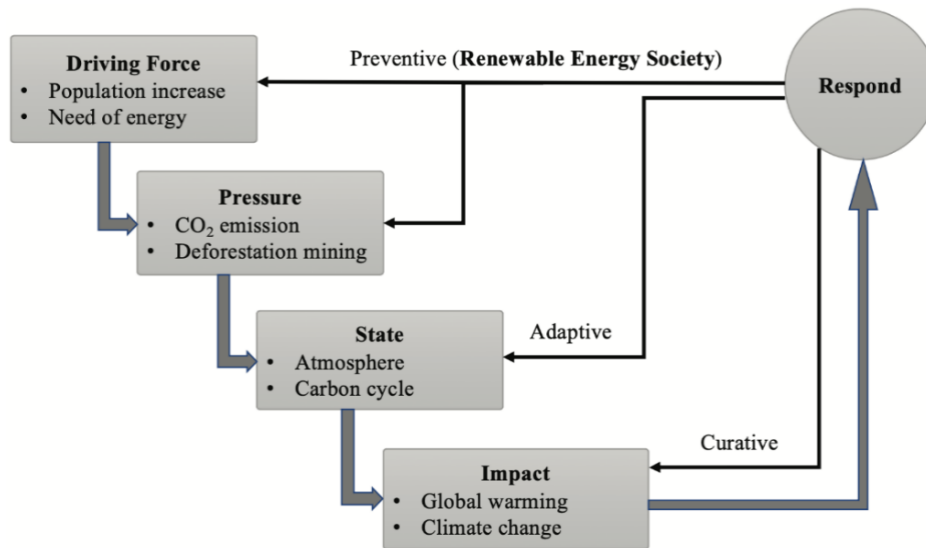 Driving Force
• Population increase
• Need of energy
Preventive (Renewable Energy Society)
Respond
Pressure
• CO₂ emission
• Deforestation mining
State
• Atmosphere
• Carbon cycle
Adaptive
Curative
Impact
• Global warming
• Climate change